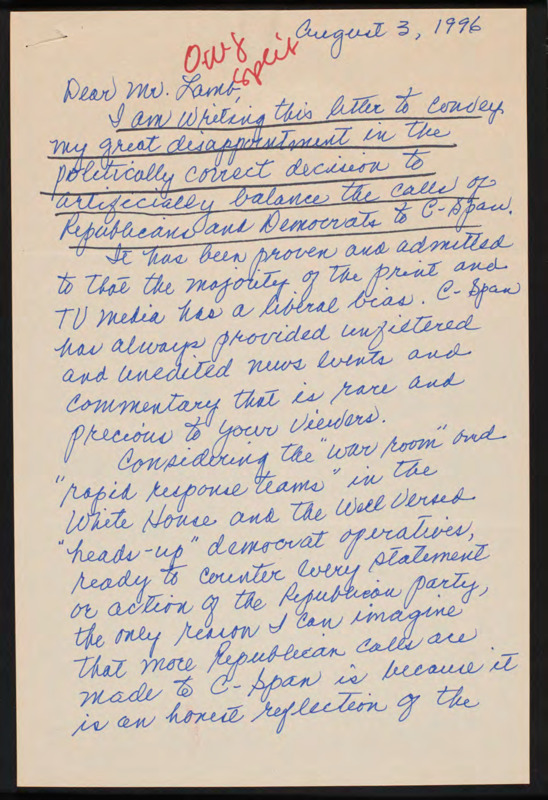 August 3, 1996
split
Dear Mr. Lamb,
I am writing this letter to convey
my great disappointment in the
politically correct decision to
artificially balance the calls of
Republicans and Democrats to C-Span.
It has been proven and admitted
to that the majority of the print and
TV media has a liberal bias. C-Span
has always provided unfiltered
and unedited news events and
commentary that is rare and
precious to your viewers.
Considering the "war room" and
"rapid response teams" in the
White House and the well versed
"heads-up" democrat operatives,
ready to counter every statement
or action of the Republican party,
the only reason I can imagine
that more Republican calls are
made to C-Span is because it
is an honest reflection of the